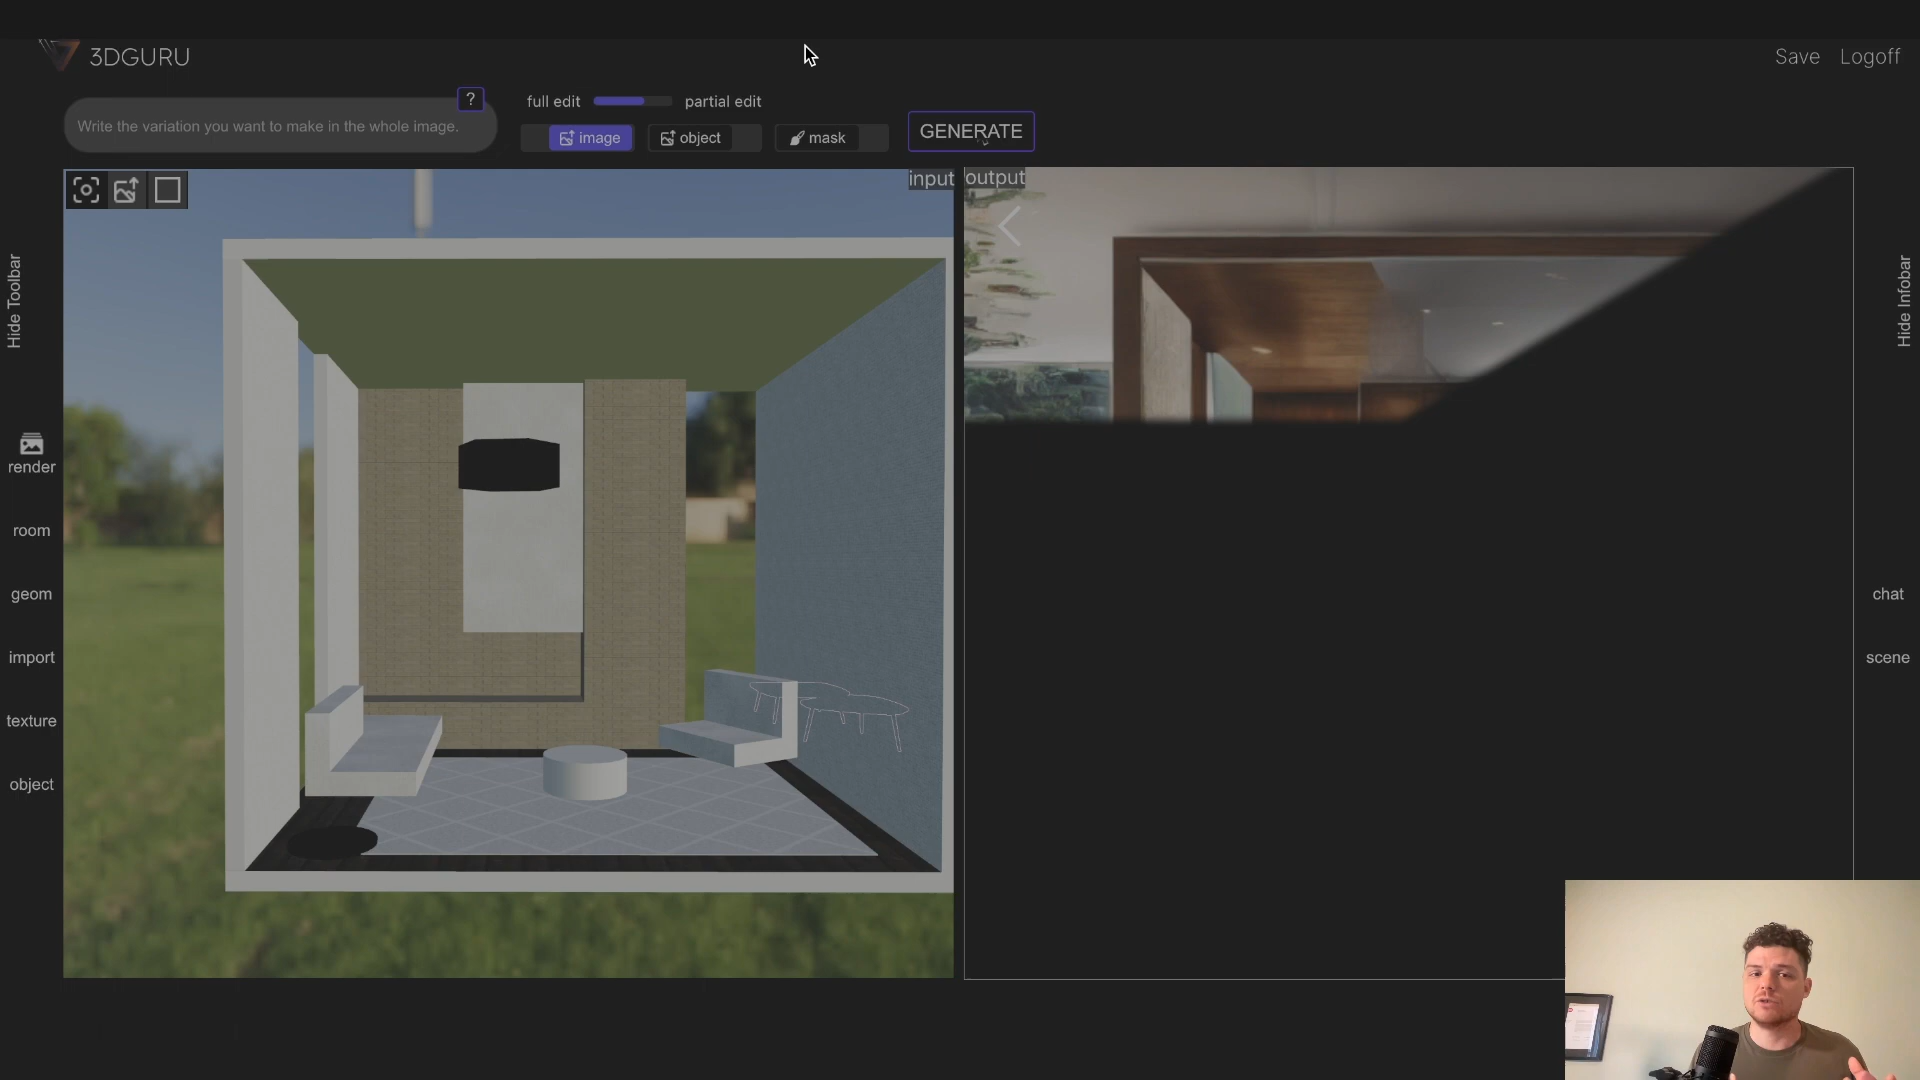 3DGURU
Save
Logoff
Write the variation you want to make in the whole image.
?
full edit
partial edit
image
object
mask
GENERATE
input
output
Hide Toolbar
Hide Infobar
render
room
geom
import
texture
object
chat
scene